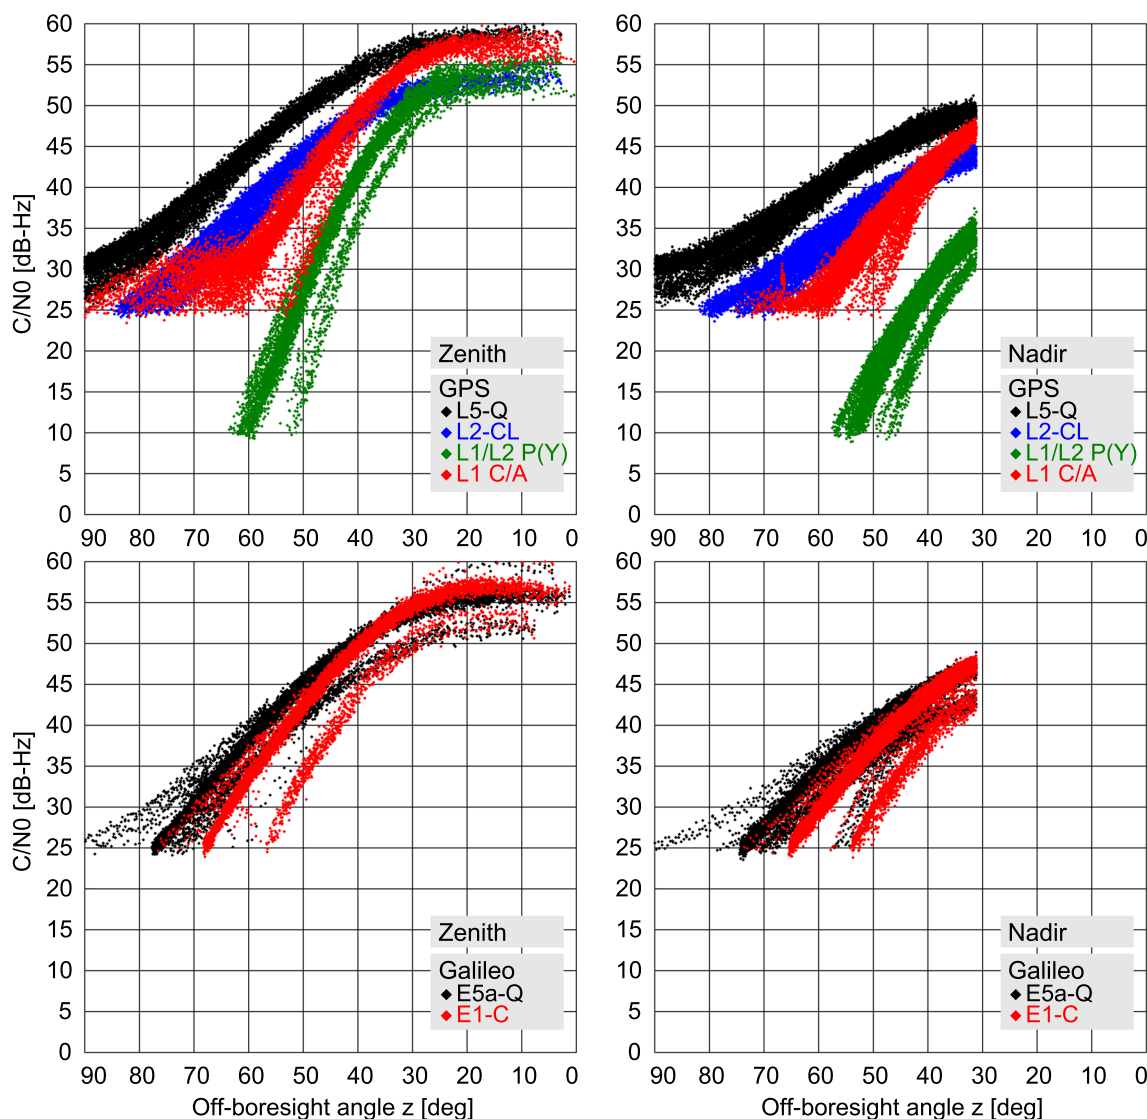 60
55
50
45
40
35
30
25
20
15
10
5
0
C/N0 [dB-Hz]
90 80 70 60 50 40 30 20 10 0
Zenith
GPS
L5-Q
L2-CL
L1/L2 P(Y)
L1 C/A
60
55
50
45
40
35
30
25
20
15
10
5
0
90 80 70 60 50 40 30 20 10 0
Nadir
GPS
L5-Q
L2-CL
L1/L2 P(Y)
L1 C/A
60
55
50
45
40
35
30
25
20
15
10
5
0
C/N0 [dB-Hz]
90 80 70 60 50 40 30 20 10 0
Off-boresight angle z [deg]
Zenith
Galileo
E5a-Q
E1-C
60
55
50
45
40
35
30
25
20
15
10
5
0
90 80 70 60 50 40 30 20 10 0
Off-boresight angle z [deg]
Nadir
Galileo
E5a-Q
E1-C